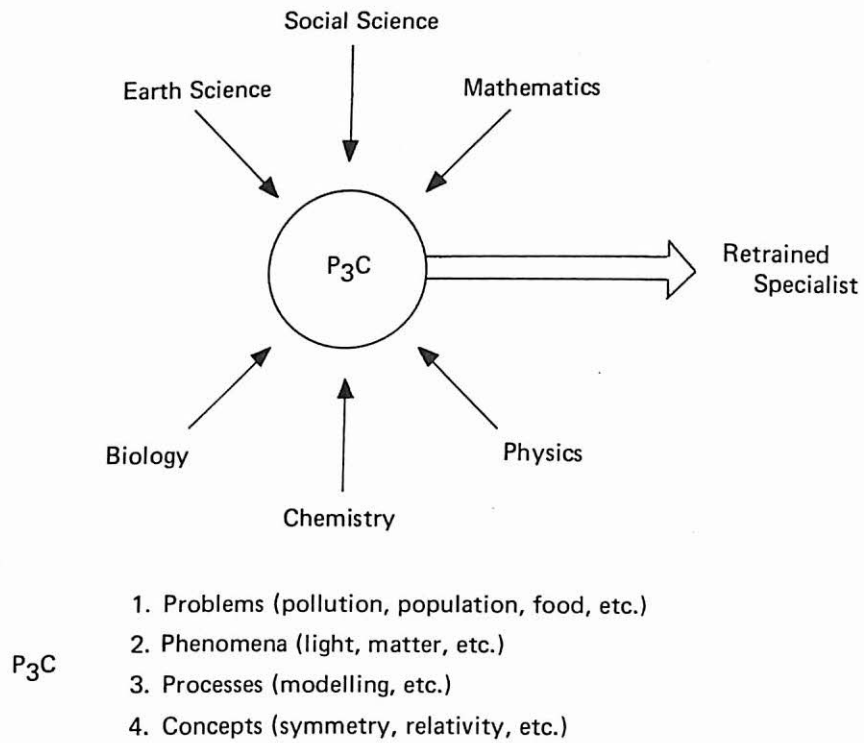 Social Science
Earth Science
Mathematics
P₃C
Retrained
Specialist
Biology
Physics
Chemistry
P₃C
1. Problems (pollution, population, food, etc.)
2. Phenomena (light, matter, etc.)
3. Processes (modelling, etc.)
4. Concepts (symmetry, relativity, etc.)